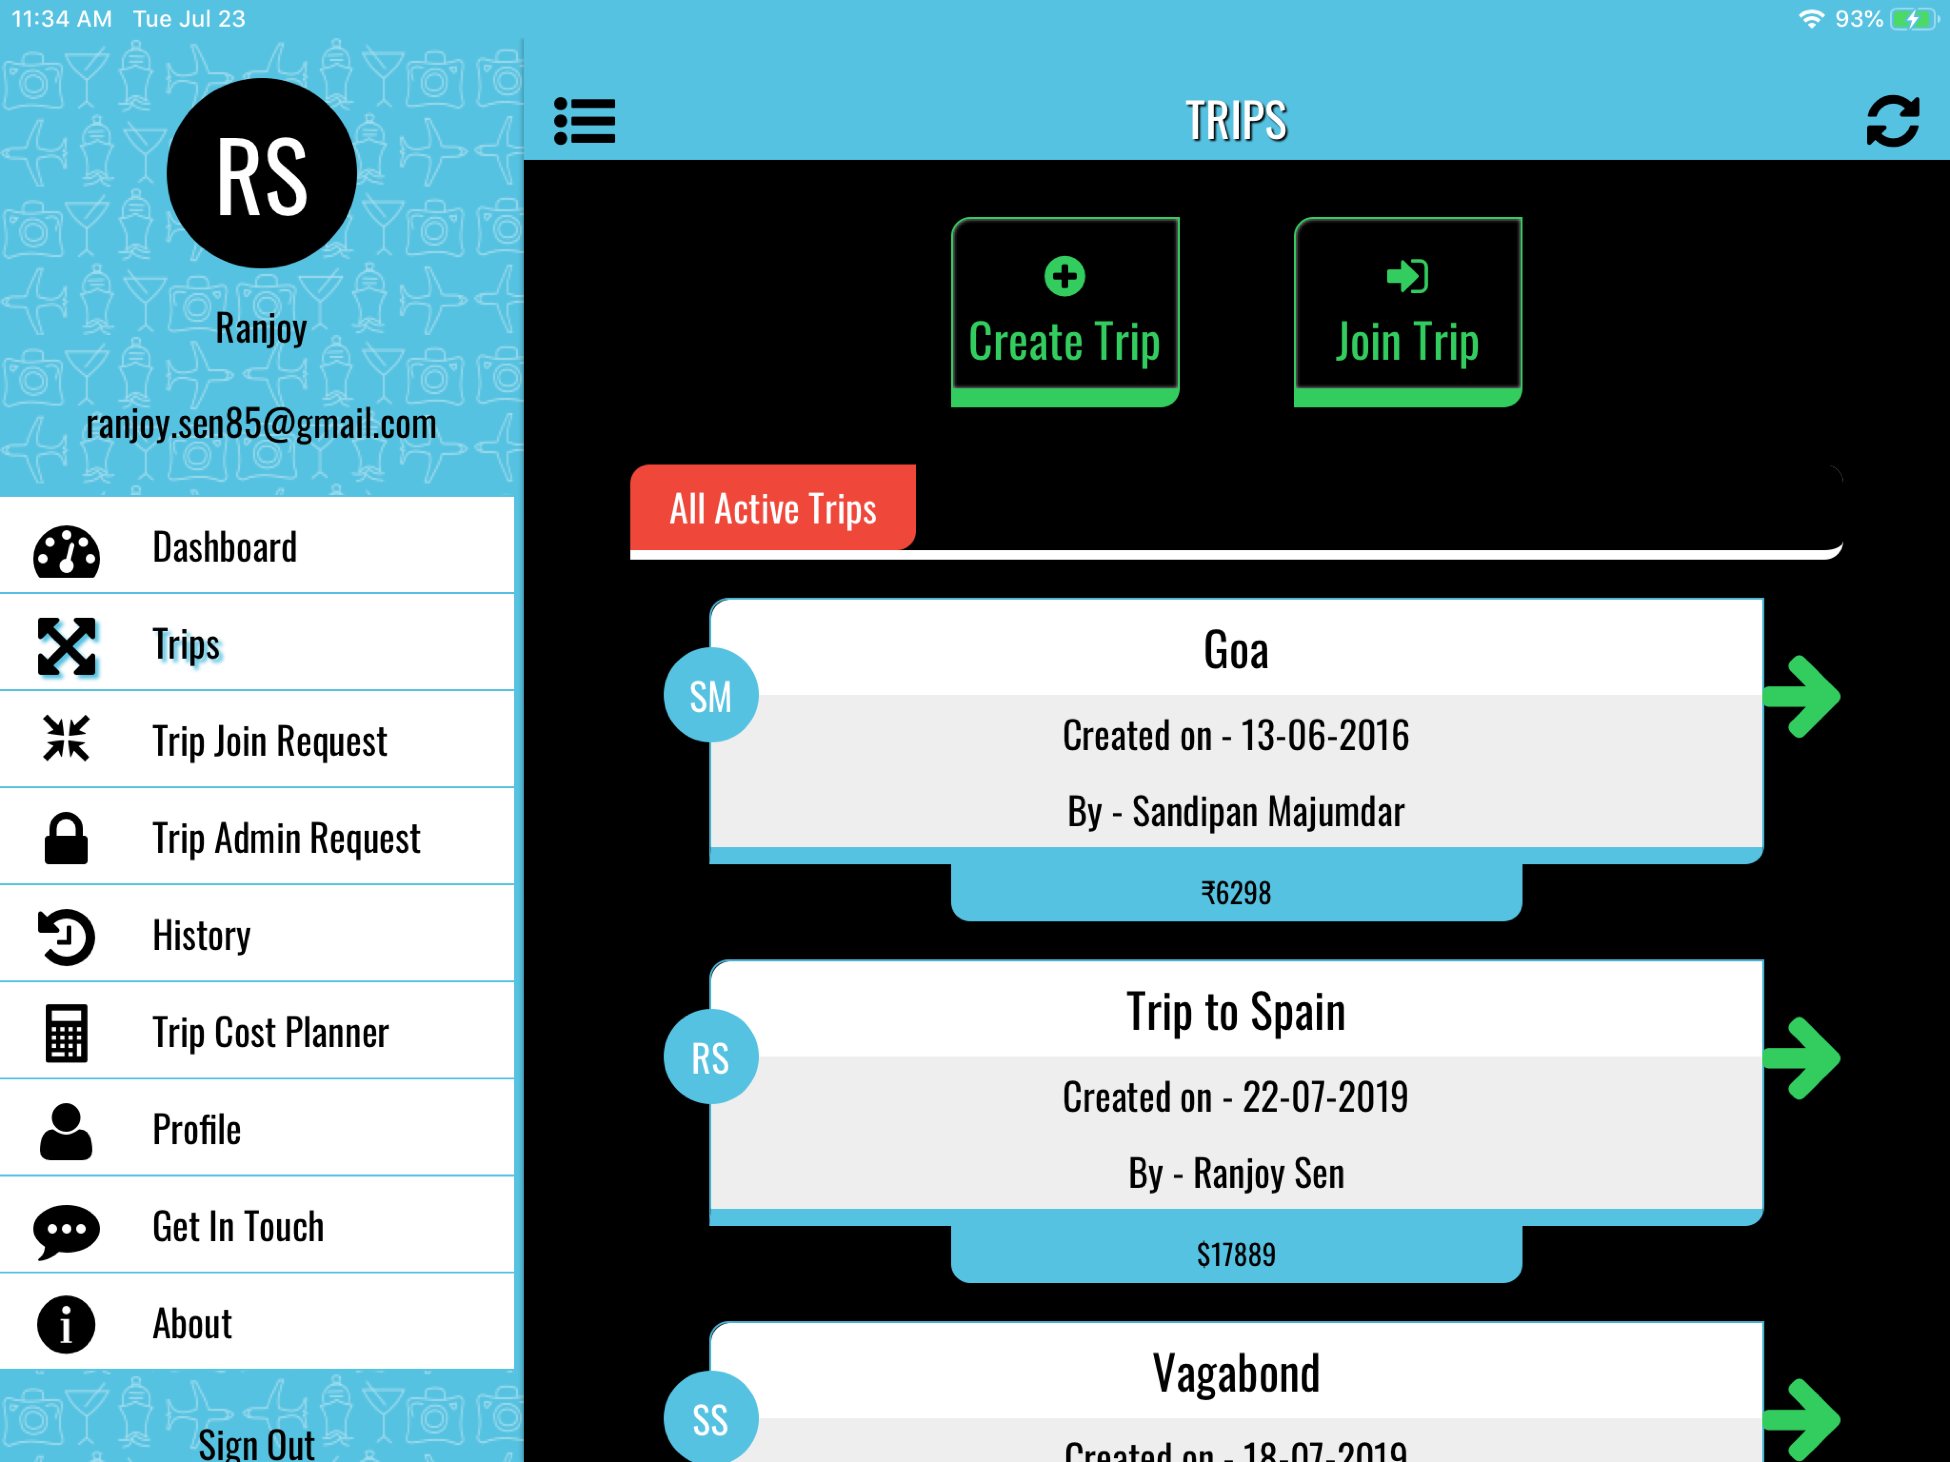 11:34 AM Tue Jul 23
93%
RS
Ranjoy
ranjoy.sen85@gmail.com
Dashboard
Trips
Trip Join Request
Trip Admin Request
History
Trip Cost Planner
Profile
Get In Touch
About
Sign Out
TRIPS
Create Trip
Join Trip
All Active Trips
SM
Goa
Created on - 13-06-2016
By - Sandipan Majumdar
₹6298
RS
Trip to Spain
Created on - 22-07-2019
By - Ranjoy Sen
$17889
SS
Vagabond
Created on - 18-07-2019